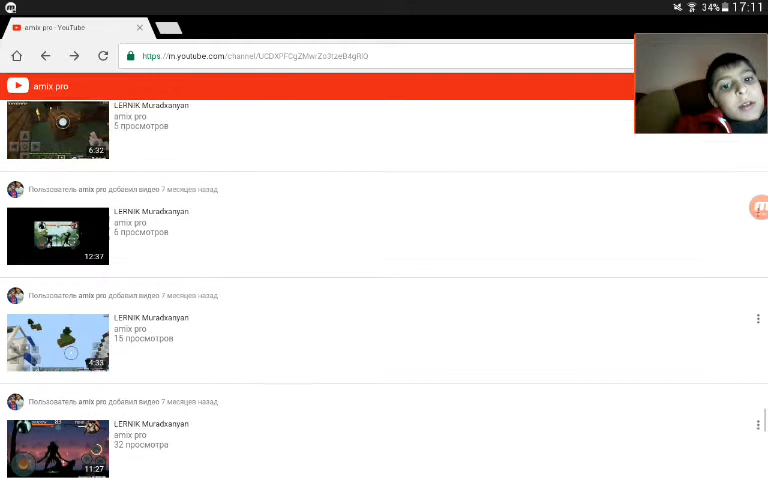 34% 17:11
amix pro - YouTube
https://m.youtube.com/channel/UCDXPFCgZMwrZo3tzeB4gRlQ
amix pro
LERNIK Muradxanyan
amix pro
5 просмотров
6:32
Пользователь amix pro добавил видео 7 месяцев назад
LERNIK Muradxanyan
amix pro
6 просмотров
12:37
Пользователь amix pro добавил видео 7 месяцев назад
LERNIK Muradxanyan
amix pro
15 просмотров
4:33
Пользователь amix pro добавил видео 7 месяцев назад
LERNIK Muradxanyan
amix pro
32 просмотра
11:27